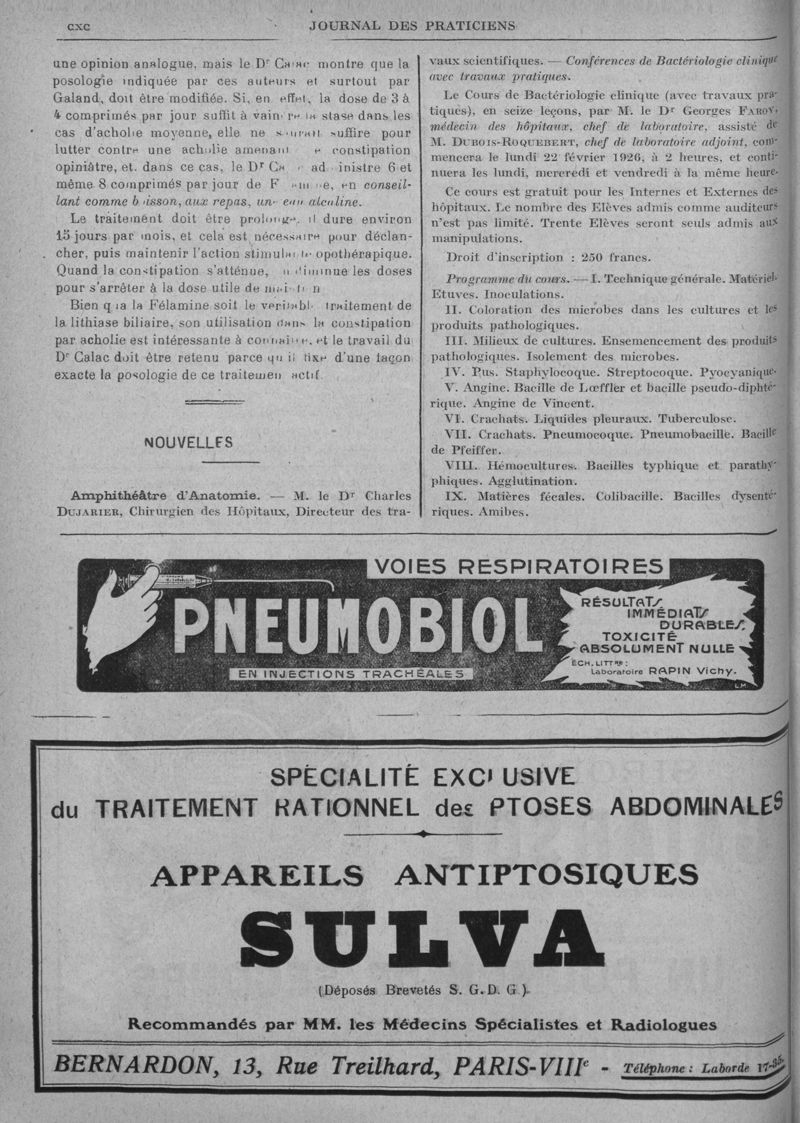 cxc
JOURNAL DES PRATICIENS
une opinion analogue, mais le Dr montre que la
posologie indiquée par ces auteurs et surtout par
Galand, doit être modifiée. Si, en effet, la dose de 3 à
4 comprimés par jour suffit à vaincre la stase dans les
cas d'acholie moyenne, elle ne saurait suffire pour
lutter contre une acholie amenant constipation
opiniâtre, et, dans ce cas, le Dr 6 et
même 8 comprimés par jour de en conseil-
lant comme boisson, aux repas, une eau alcaline.
Le traitement doit être prolongé, il dure environ
15 jours par mois, et cela est nécessaire pour déclan-
cher, puis maintenir l'action stimulante opothérapique.
Quand la constipation s'atténue, diminue les doses
pour s'arrêter à la dose utile de
Bien que la Félamine soit le véritable traitement de
la lithiase biliaire, son utilisation dans la constipation
par acholie est intéressante à connaître, et le travail du
Dr Calac doit être retenu parce qu'il fixe d'une façon
exacte la posologie de ce traitement actif.
NOUVELLES
Amphithéâtre d'Anatomie. — M. le Dr Charles
DUJARIER, Chirurgien des Hôpitaux, Directeur des tra-
vaux scientifiques. — Conférences de Bactériologie clinique
avec travaux pratiques.
Le Cours de Bactériologie clinique (avec travaux pra-
tiques), en seize leçons, par M. le Dr Georges FAROY,
médecin des hôpitaux, chef de laboratoire, assisté de
M. DUBOIS-ROQUEBERT, chef de laboratoire adjoint, com-
mencera le lundi 22 février 1926, à 2 heures, et conti-
nuera les lundi, mercredi et vendredi à la même heure.
Ce cours est gratuit pour les Internes et Externes des
hôpitaux. Le nombre des Elèves admis comme auditeurs
n'est pas limité. Trente Elèves seront seuls admis aux
manipulations.
Droit d'inscription : 250 francs.
Programme du cours. — I. Technique générale. Matériel.
Etuves. Inoculations.
II. Coloration des microbes dans les cultures et les
produits pathologiques.
III. Milieux de cultures. Ensemencement des produits
pathologiques. Isolement des microbes.
IV. Pus. Staphylocoque. Streptocoque. Pyocyanique.
V. Angine. Bacille de Lœffler et bacille pseudo-diphté-
rique. Angine de Vincent.
VI. Crachats. Liquides pleuraux. Tuberculose.
VII. Crachats. Pneumocoque. Pneumobacille. Bacille
de Pfeiffer.
VIII. Hémocultures. Bacilles typhique et parathy-
phiques. Agglutination.
IX. Matières fécales. Colibacille. Bacilles dysenté-
riques. Amibes.
VOIES RESPIRATOIRES
PNEUMOBIOL
EN INJECTIONS TRACHÉALES
RÉSULTATS
IMMÉDIATS
DURABLES,
TOXICITÉ
ABSOLUMENT NULLE
ECH. LITTRE :
Laboratoire RAPIN Vichy.
L.M.
SPÉCIALITÉ EXCLUSIVE
du TRAITEMENT RATIONNEL des PTOSES ABDOMINALES
APPAREILS ANTIPTOSIQUES
SULVA
(Déposés Brevetés S. G. D. G.)
Recommandés par MM. les Médecins Spécialistes et Radiologues
BERNARDON, 13, Rue Treilhard, PARIS-VIIIe - Téléphone : Laborde 17-